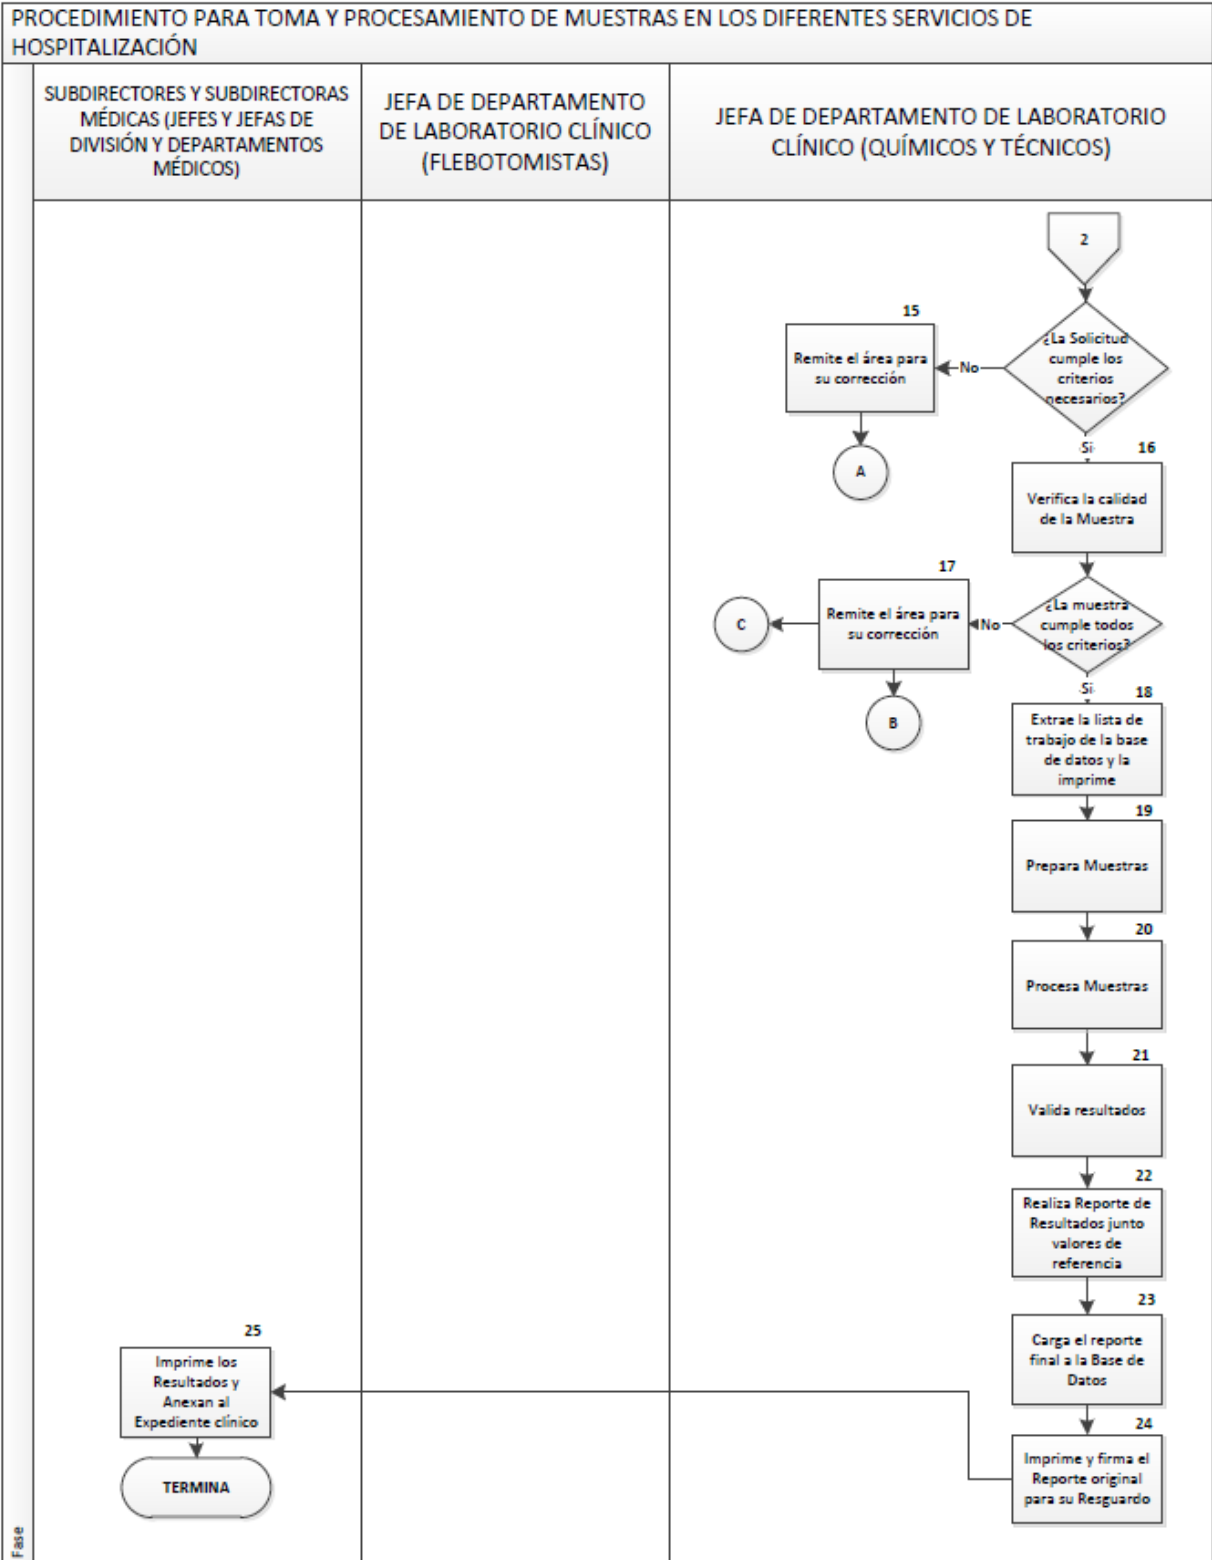 PROCEDIMIENTO PARA TOMA Y PROCESAMIENTO DE MUESTRAS EN LOS DIFERENTES SERVICIOS DE
HOSPITALIZACIÓN
SUBDIRECTORES Y SUBDIRECTORAS
MÉDICAS (JEFES Y JEFAS DE
DIVISIÓN Y DEPARTAMENTOS
MÉDICOS)
JEFA DE DEPARTAMENTO
DE LABORATORIO CLÍNICO
(FLEBOTOMISTAS)
JEFA DE DEPARTAMENTO DE LABORATORIO
CLÍNICO (QUÍMICOS Y TÉCNICOS)
2
¿La Solicitud
cumple los
criterios
necesarios?
No
15
Remite el área para
su corrección
A
Si
16
Verifica la calidad
de la Muestra
¿La muestra
cumple todos
los criterios?
No
17
Remite el área para
su corrección
C
B
Si
18
Extrae la lista de
trabajo de la base
de datos y la
imprime
19
Prepara Muestras
20
Procesa Muestras
21
Valida resultados
22
Realiza Reporte de
Resultados junto
valores de
referencia
23
Carga el reporte
final a la Base de
Datos
24
Imprime y firma el
Reporte original
para su Resguardo
25
Imprime los
Resultados y
Anexan al
Expediente clínico
TERMINA
Fase